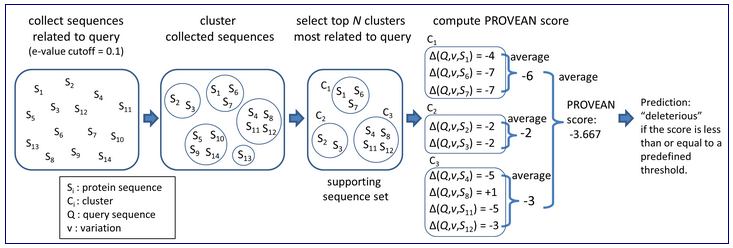 collect sequences
related to query
(e-value cutoff = 0.1)
S1
S2
S4
S11
S3
S12
S5
S6
S7
S10
S13
S8
S9
S14
Si : protein sequence
Ci : cluster
Q : query sequence
v : variation
cluster
collected sequences
S2 S3
S1 S6
S7
S4 S8
S11 S12
S5 S10
S9 S14
S13
select top N clusters
most related to query
C1
S1 S6
S7
C2
S2 S3
C3
S4 S8
S11 S12
supporting
sequence set
compute PROVEAN score
C1
Δ(Q,v,S1) = -4
Δ(Q,v,S6) = -7
Δ(Q,v,S7) = -7
average
-6
C2
Δ(Q,v,S2) = -2
Δ(Q,v,S3) = -2
average
-2
C3
Δ(Q,v,S4) = -5
Δ(Q,v,S8) = +1
Δ(Q,v,S11) = -5
Δ(Q,v,S12) = -3
average
-3
average
PROVEAN
score:
-3.667
Prediction:
“deleterious”
if the score is less
than or equal to a
predefined
threshold.